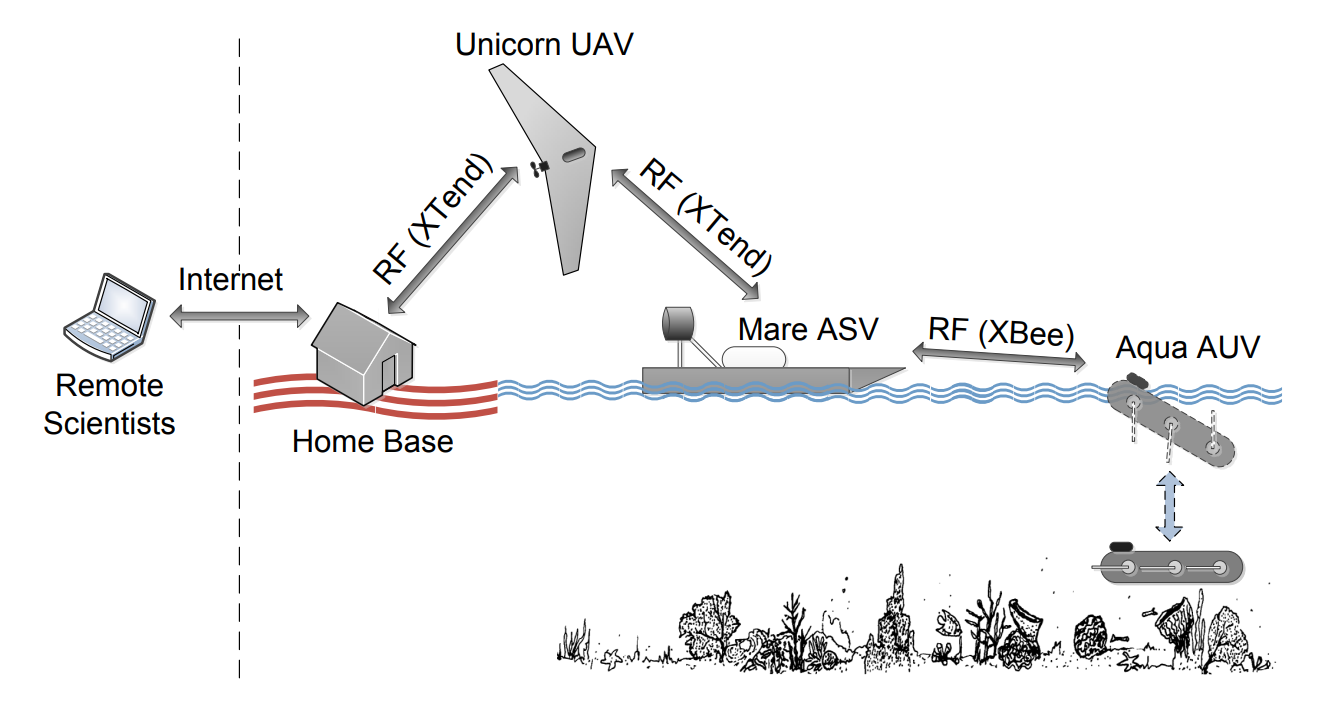 Unicorn UAV
RF (XTend)
RF (XTend)
Internet
Mare ASV
RF (XBee)
Aqua AUV
Remote
Scientists
Home Base